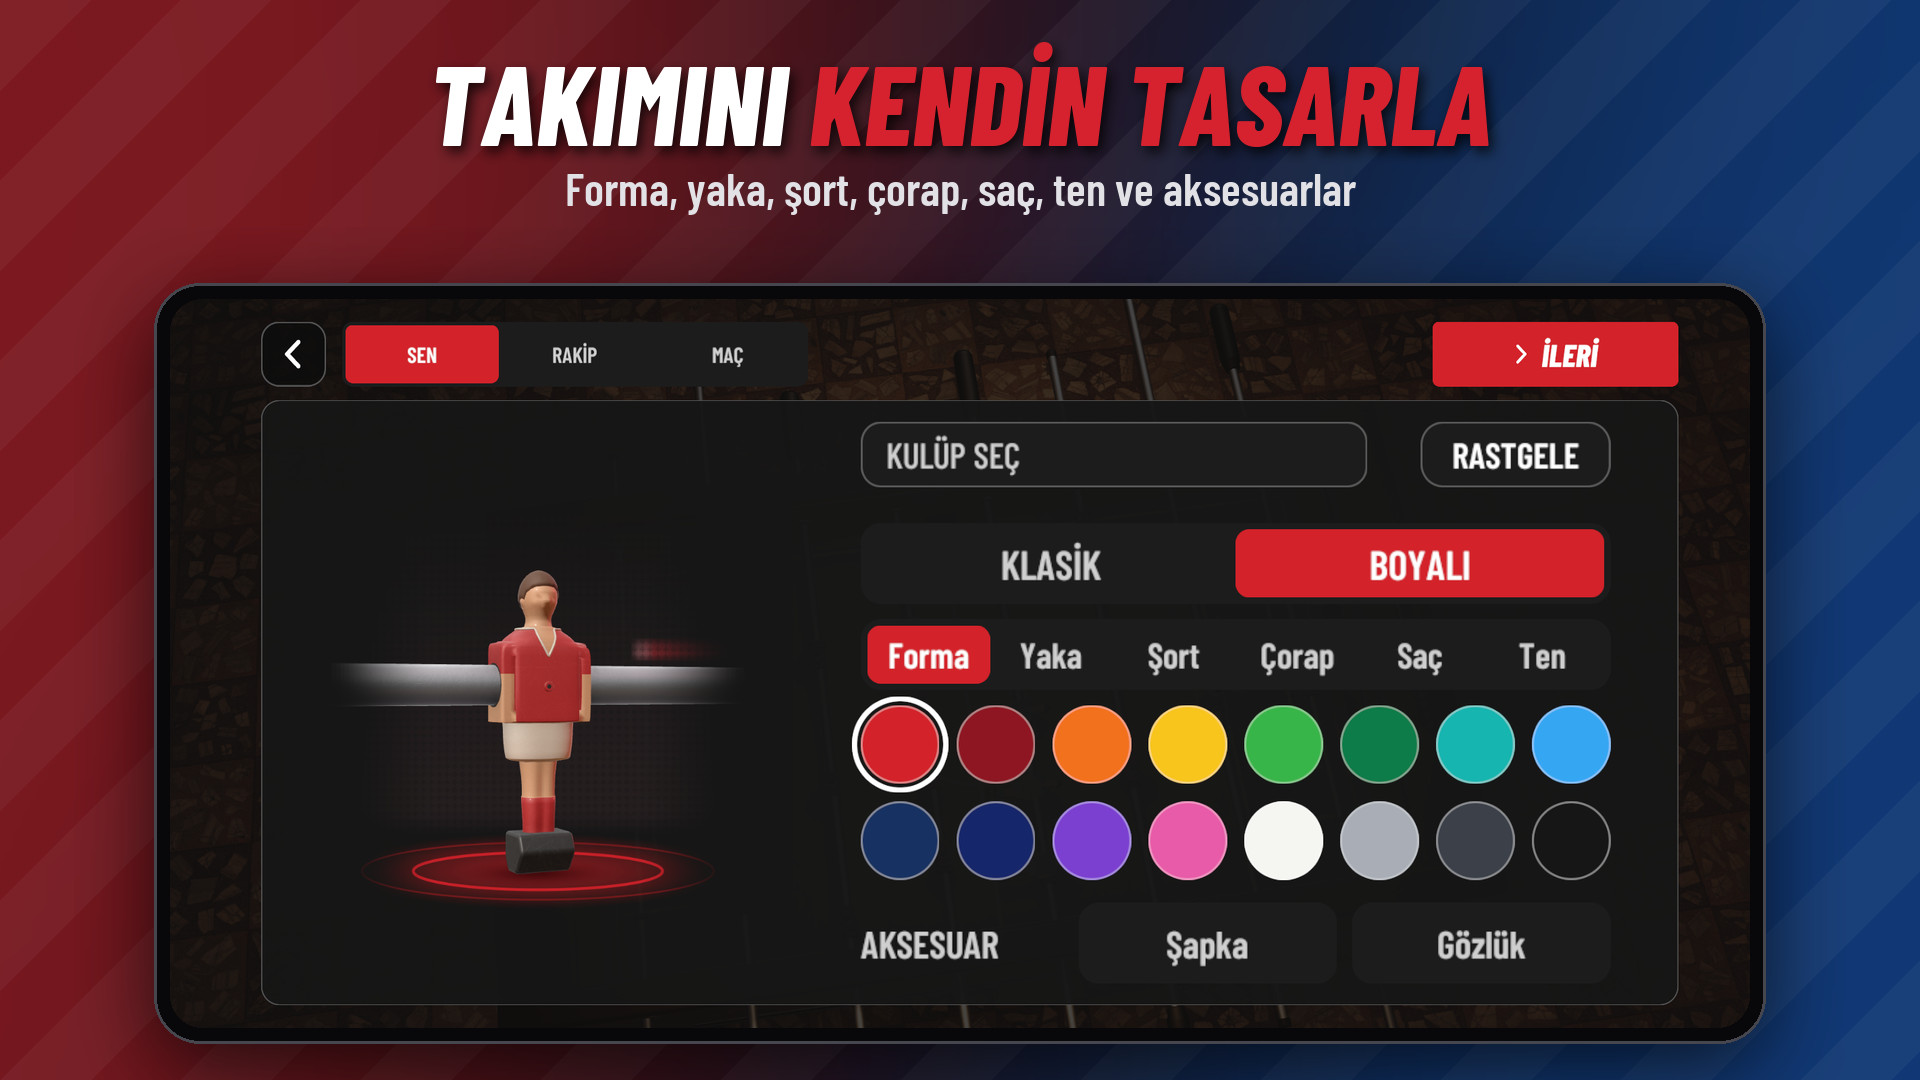 TAKIMINI KENDİN TASARLA
Forma, yaka, şort, çorap, saç, ten ve aksesuarlar
SEN RAKİP MAÇ İLERİ
KULÜP SEÇ RASTGELE
KLASİK BOYALI
Forma Yaka Şort Çorap Saç Ten
AKSESUAR Şapka Gözlük